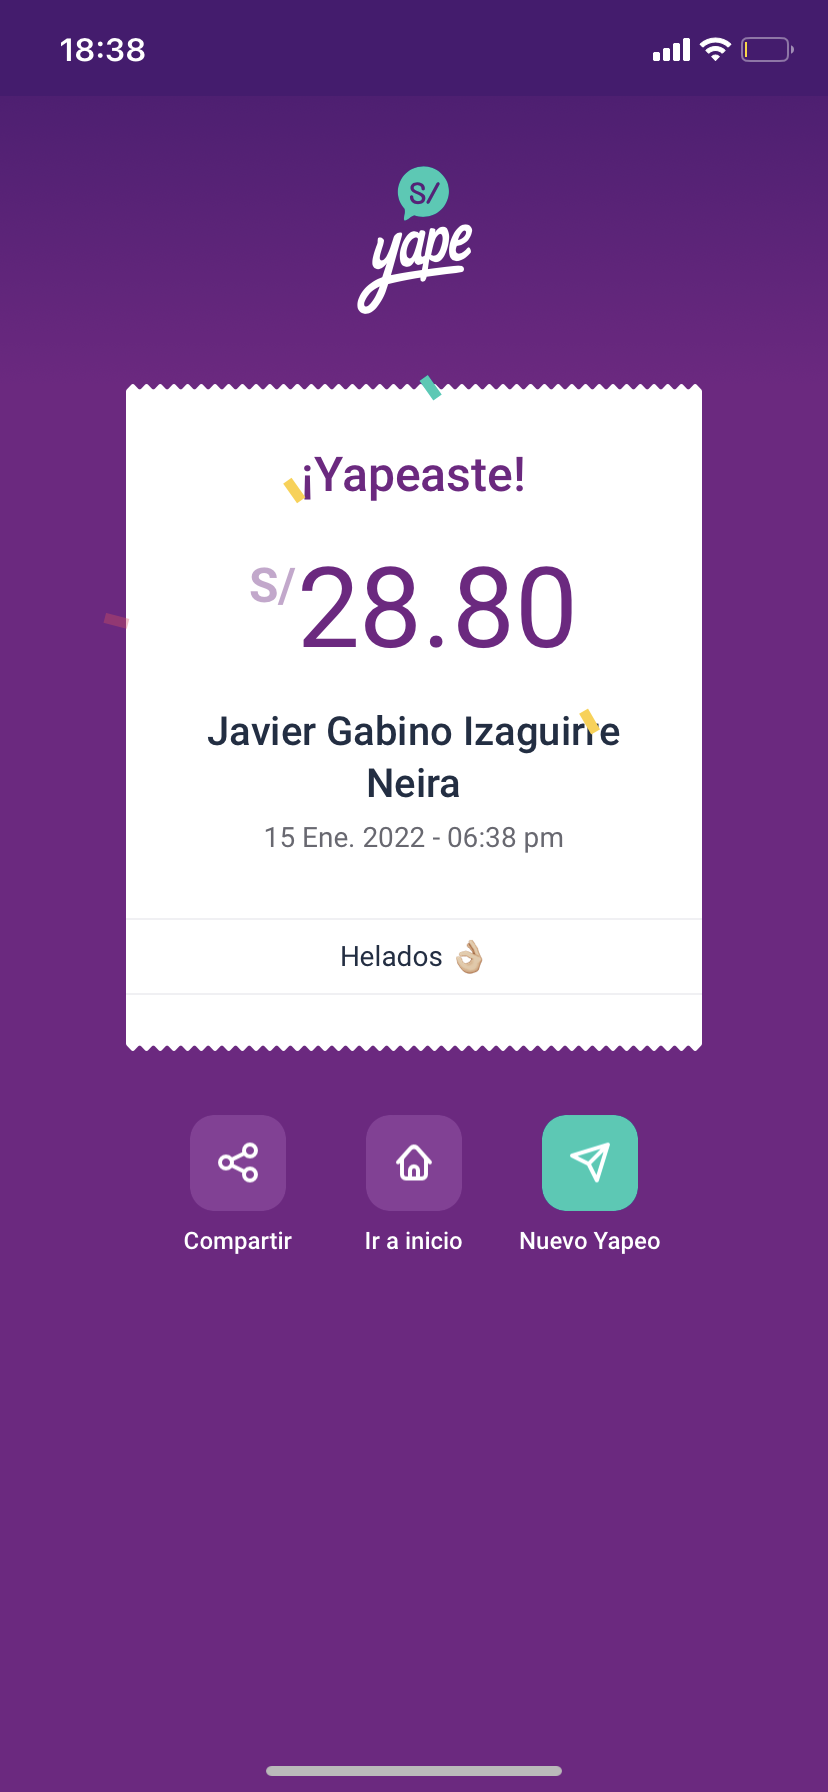 18:38
S/
yape
¡Yapeaste!
S/28.80
Javier Gabino Izaguirre
Neira
15 Ene. 2022 - 06:38 pm
Helados 👌🏼
Compartir
Ir a inicio
Nuevo Yapeo